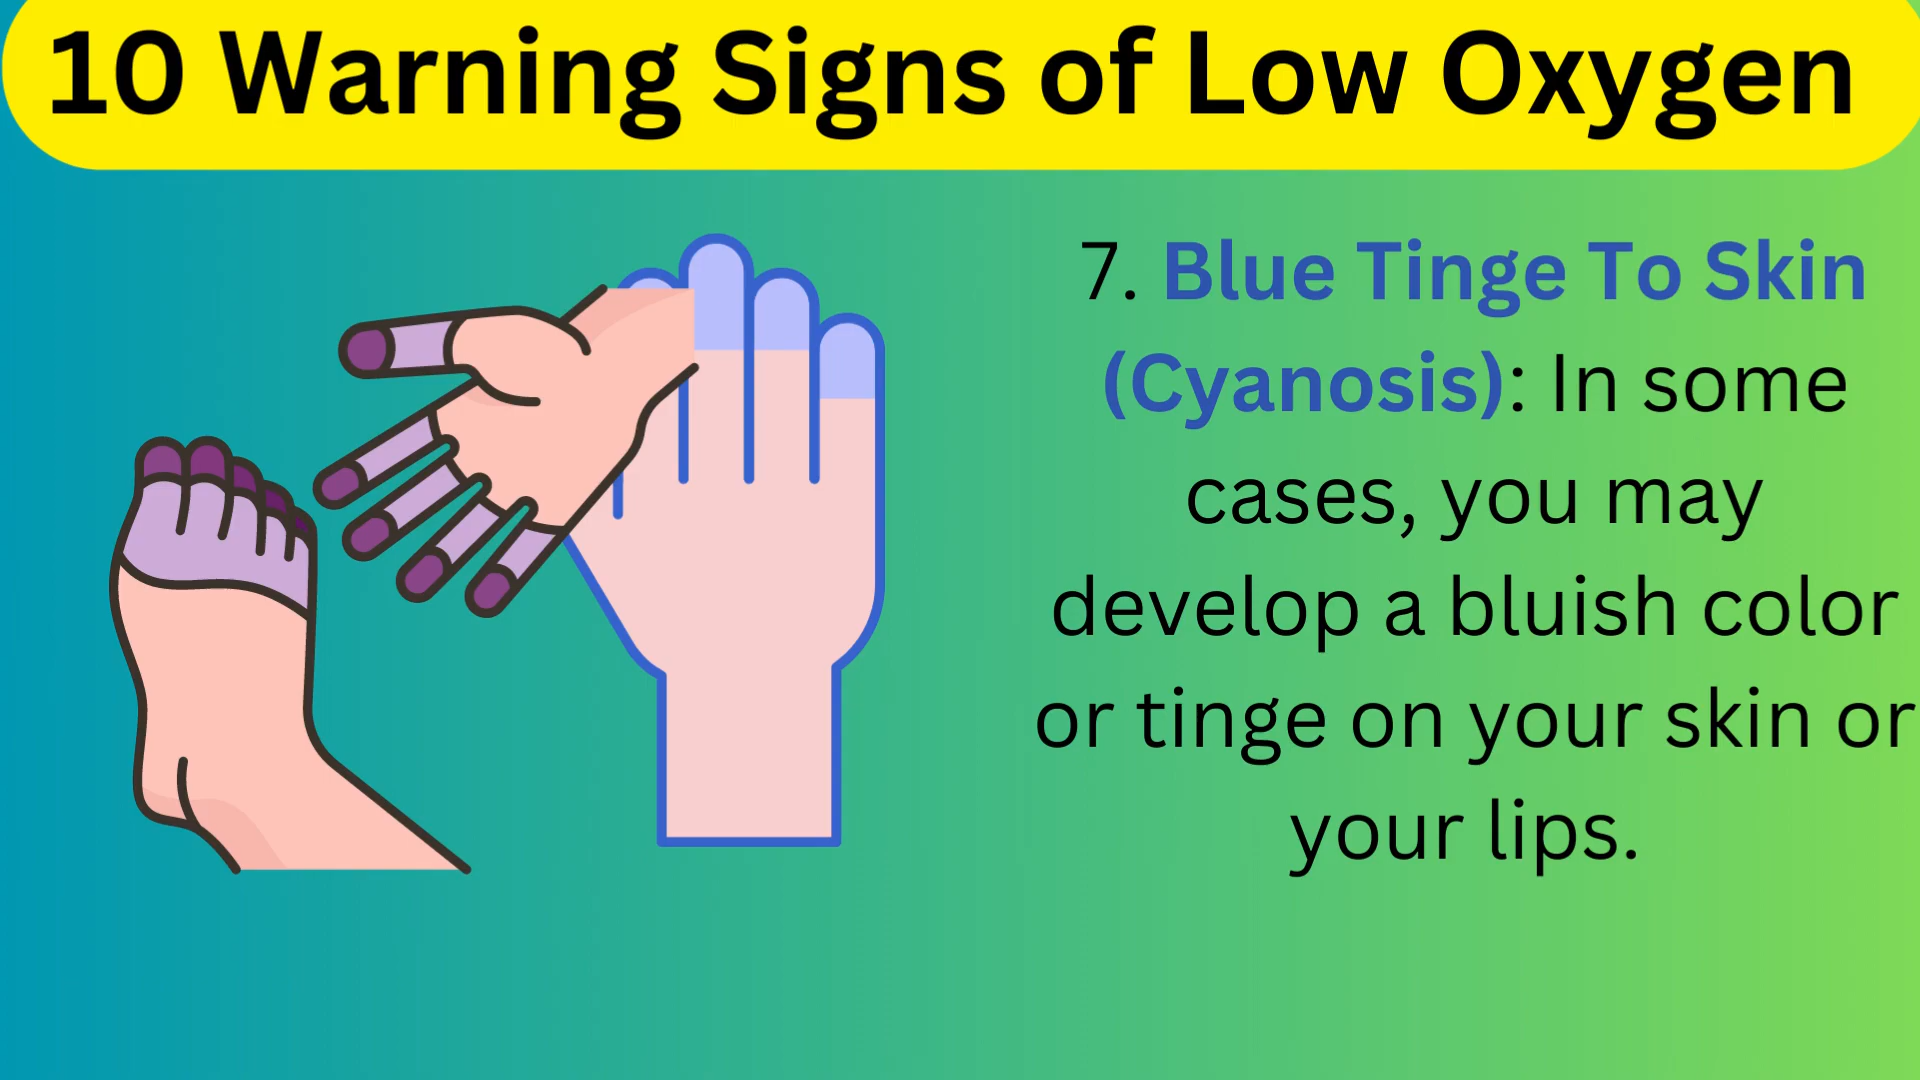 10 Warning Signs of Low Oxygen
7. Blue Tinge To Skin
(Cyanosis): In some
cases, you may
develop a bluish color
or tinge on your skin or
your lips.